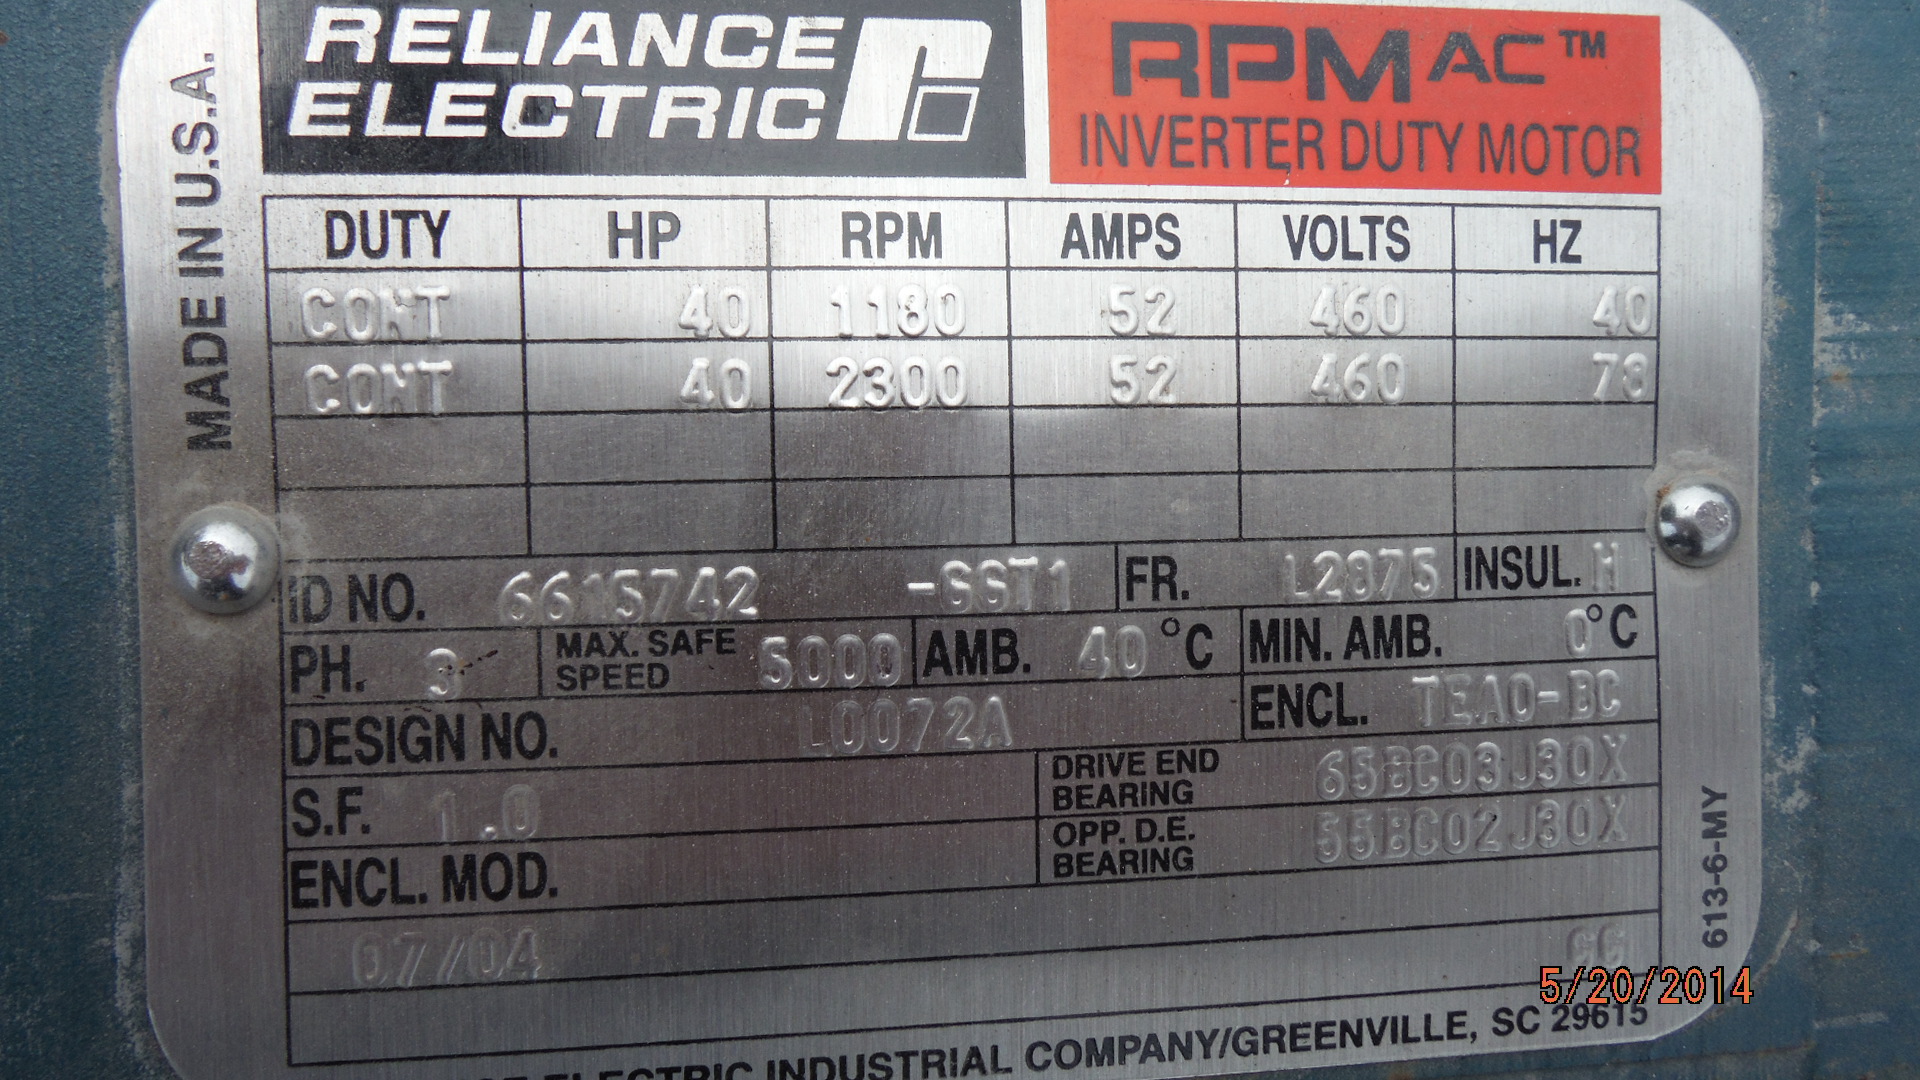 RELIANCE
ELECTRIC
RPM AC™
INVERTER DUTY MOTOR
MADE IN U.S.A.
DUTY HP RPM AMPS VOLTS HZ
CONT 40 1180 52 460 40
CONT 40 2300 52 460 78
ID NO. 6615742 -SST1 FR. L2875 INSUL. H
PH. 3 MAX. SAFE SPEED 5000 AMB. 40 °C MIN. AMB. 0°C
DESIGN NO. L0072A ENCL. TEAO-BC
S.F. 1.0 DRIVE END BEARING 65BC03J30X
OPP. D.E. BEARING 55BC02J30X
ENCL. MOD.
07/04 GG
613-6-MY
ELECTRIC INDUSTRIAL COMPANY/GREENVILLE, SC 29615
5/20/2014